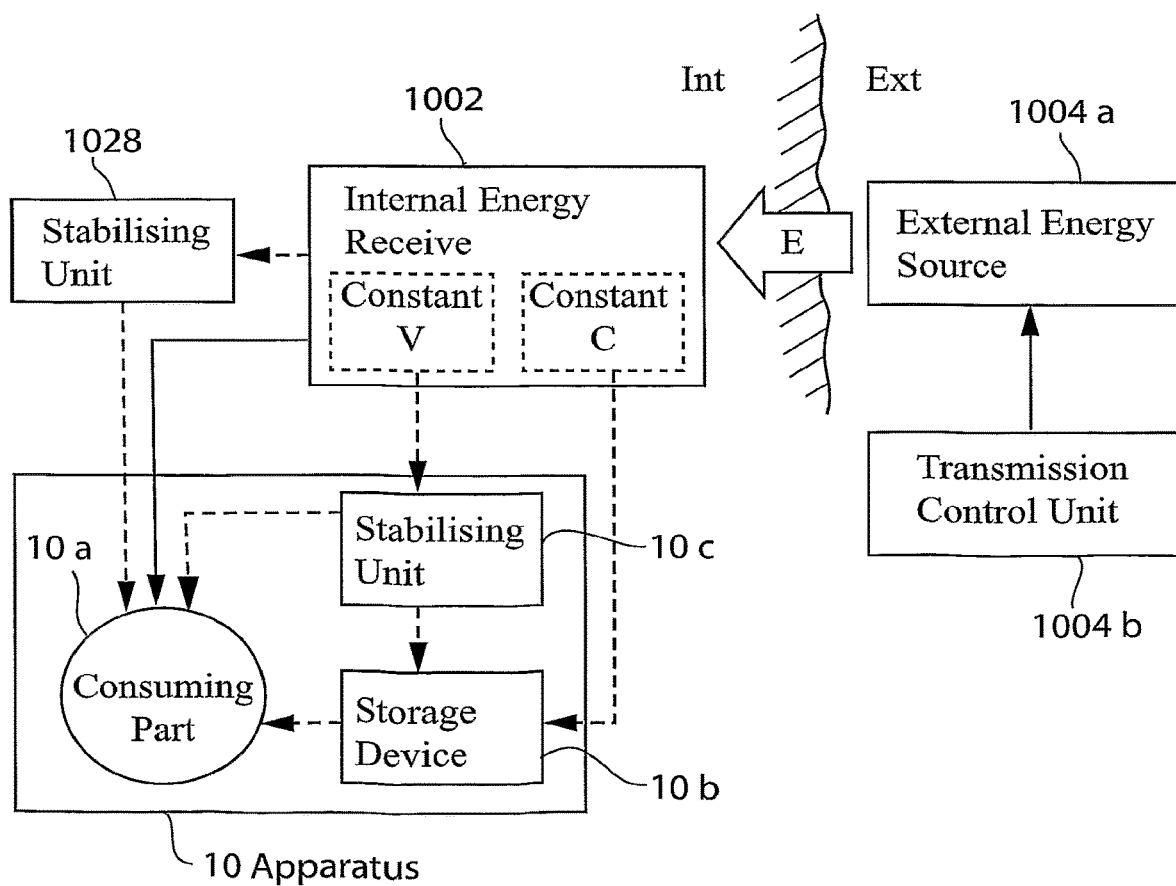 Int
Ext
1002
1004 a
1028
Internal Energy
Receive
External Energy
Source
Stabilising
Unit
E
Constant
V
Constant
C
Transmission
Control Unit
Stabilising
Unit
10 a
10 c
1004 b
Consuming
Part
Storage
Device
10 b
10 Apparatus